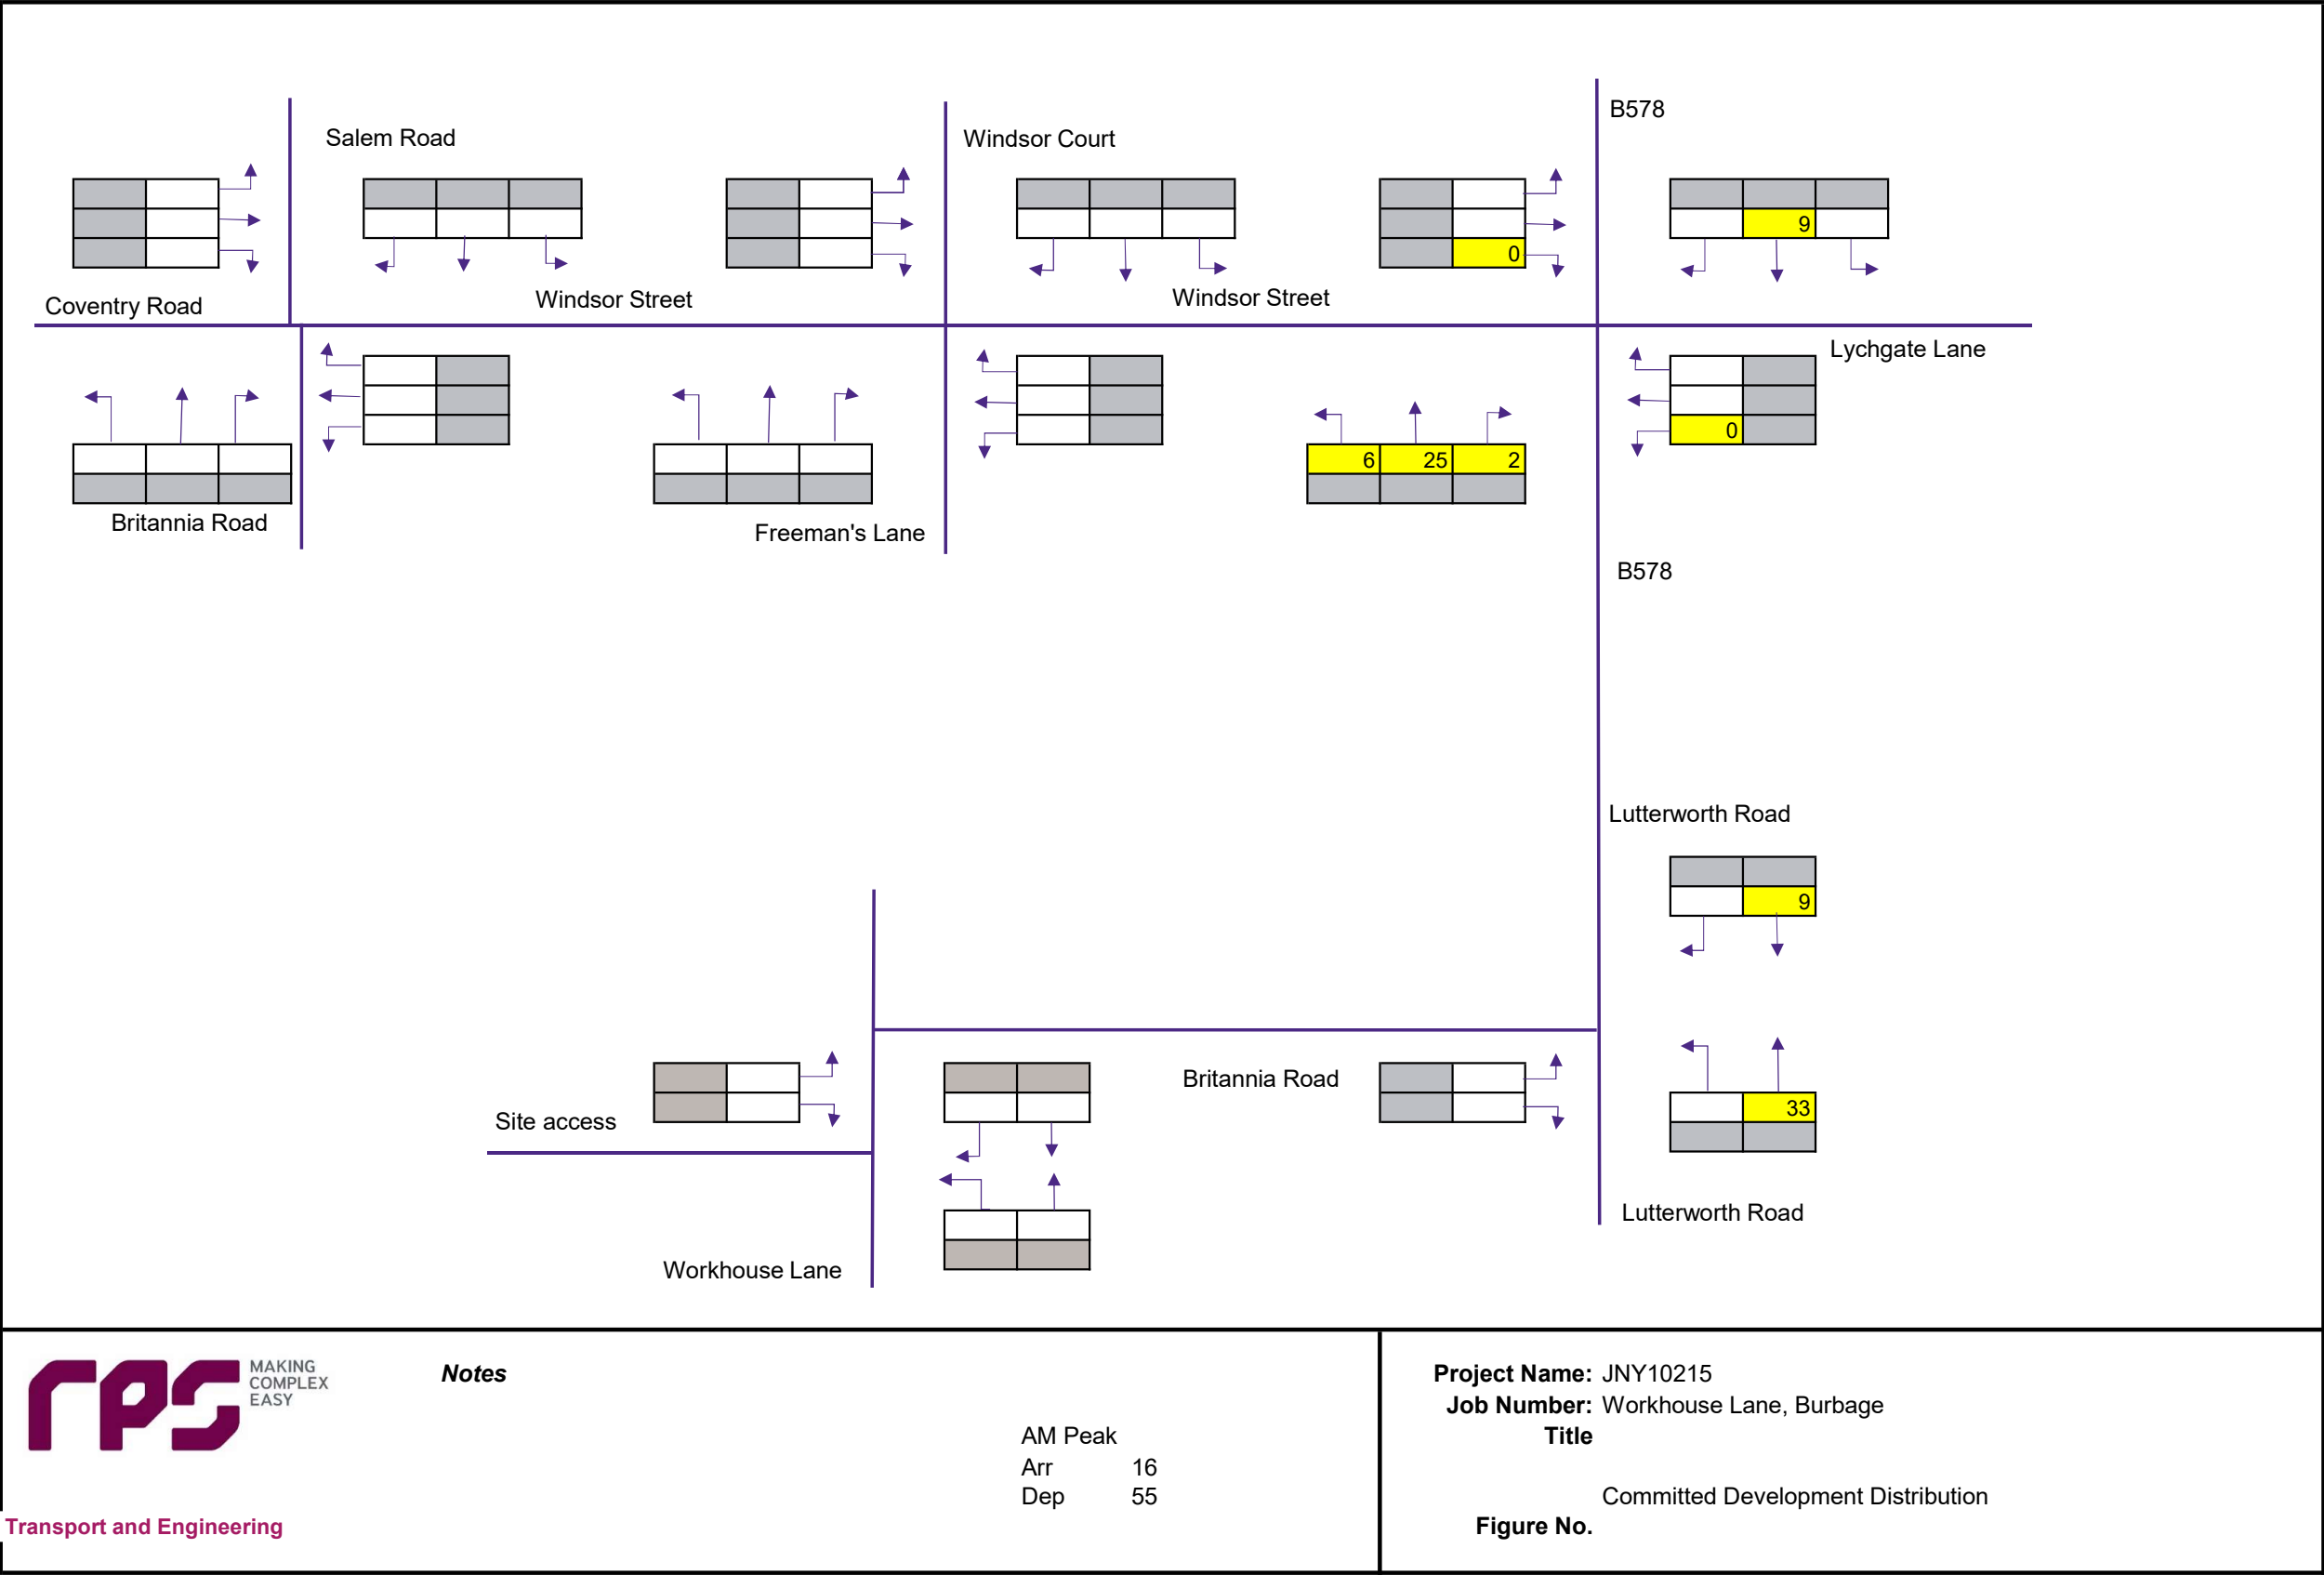 B578
Salem Road
Windsor Court
9
0
Coventry Road
Windsor Street
Windsor Street
Lychgate Lane
0
6 25 2
Britannia Road
Freeman's Lane
B578
Lutterworth Road
9
Britannia Road
33
Site access
Lutterworth Road
Workhouse Lane
rps
MAKING
COMPLEX
EASY
Transport and Engineering
Notes
AM Peak
Arr 16
Dep 55
Project Name: JNY10215
Job Number: Workhouse Lane, Burbage
Title
Committed Development Distribution
Figure No.